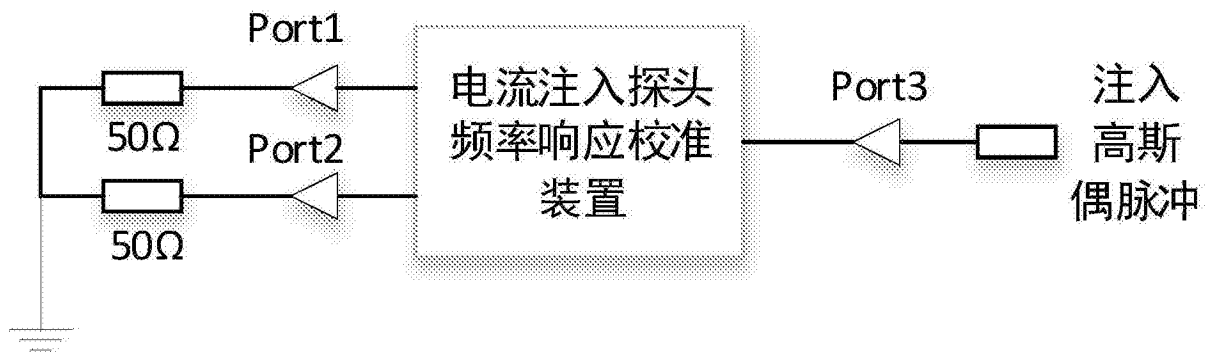 Port1
50Ω
Port2
50Ω
电流注入探头
频率响应校准
装置
Port3
注入
高斯
偶脉冲